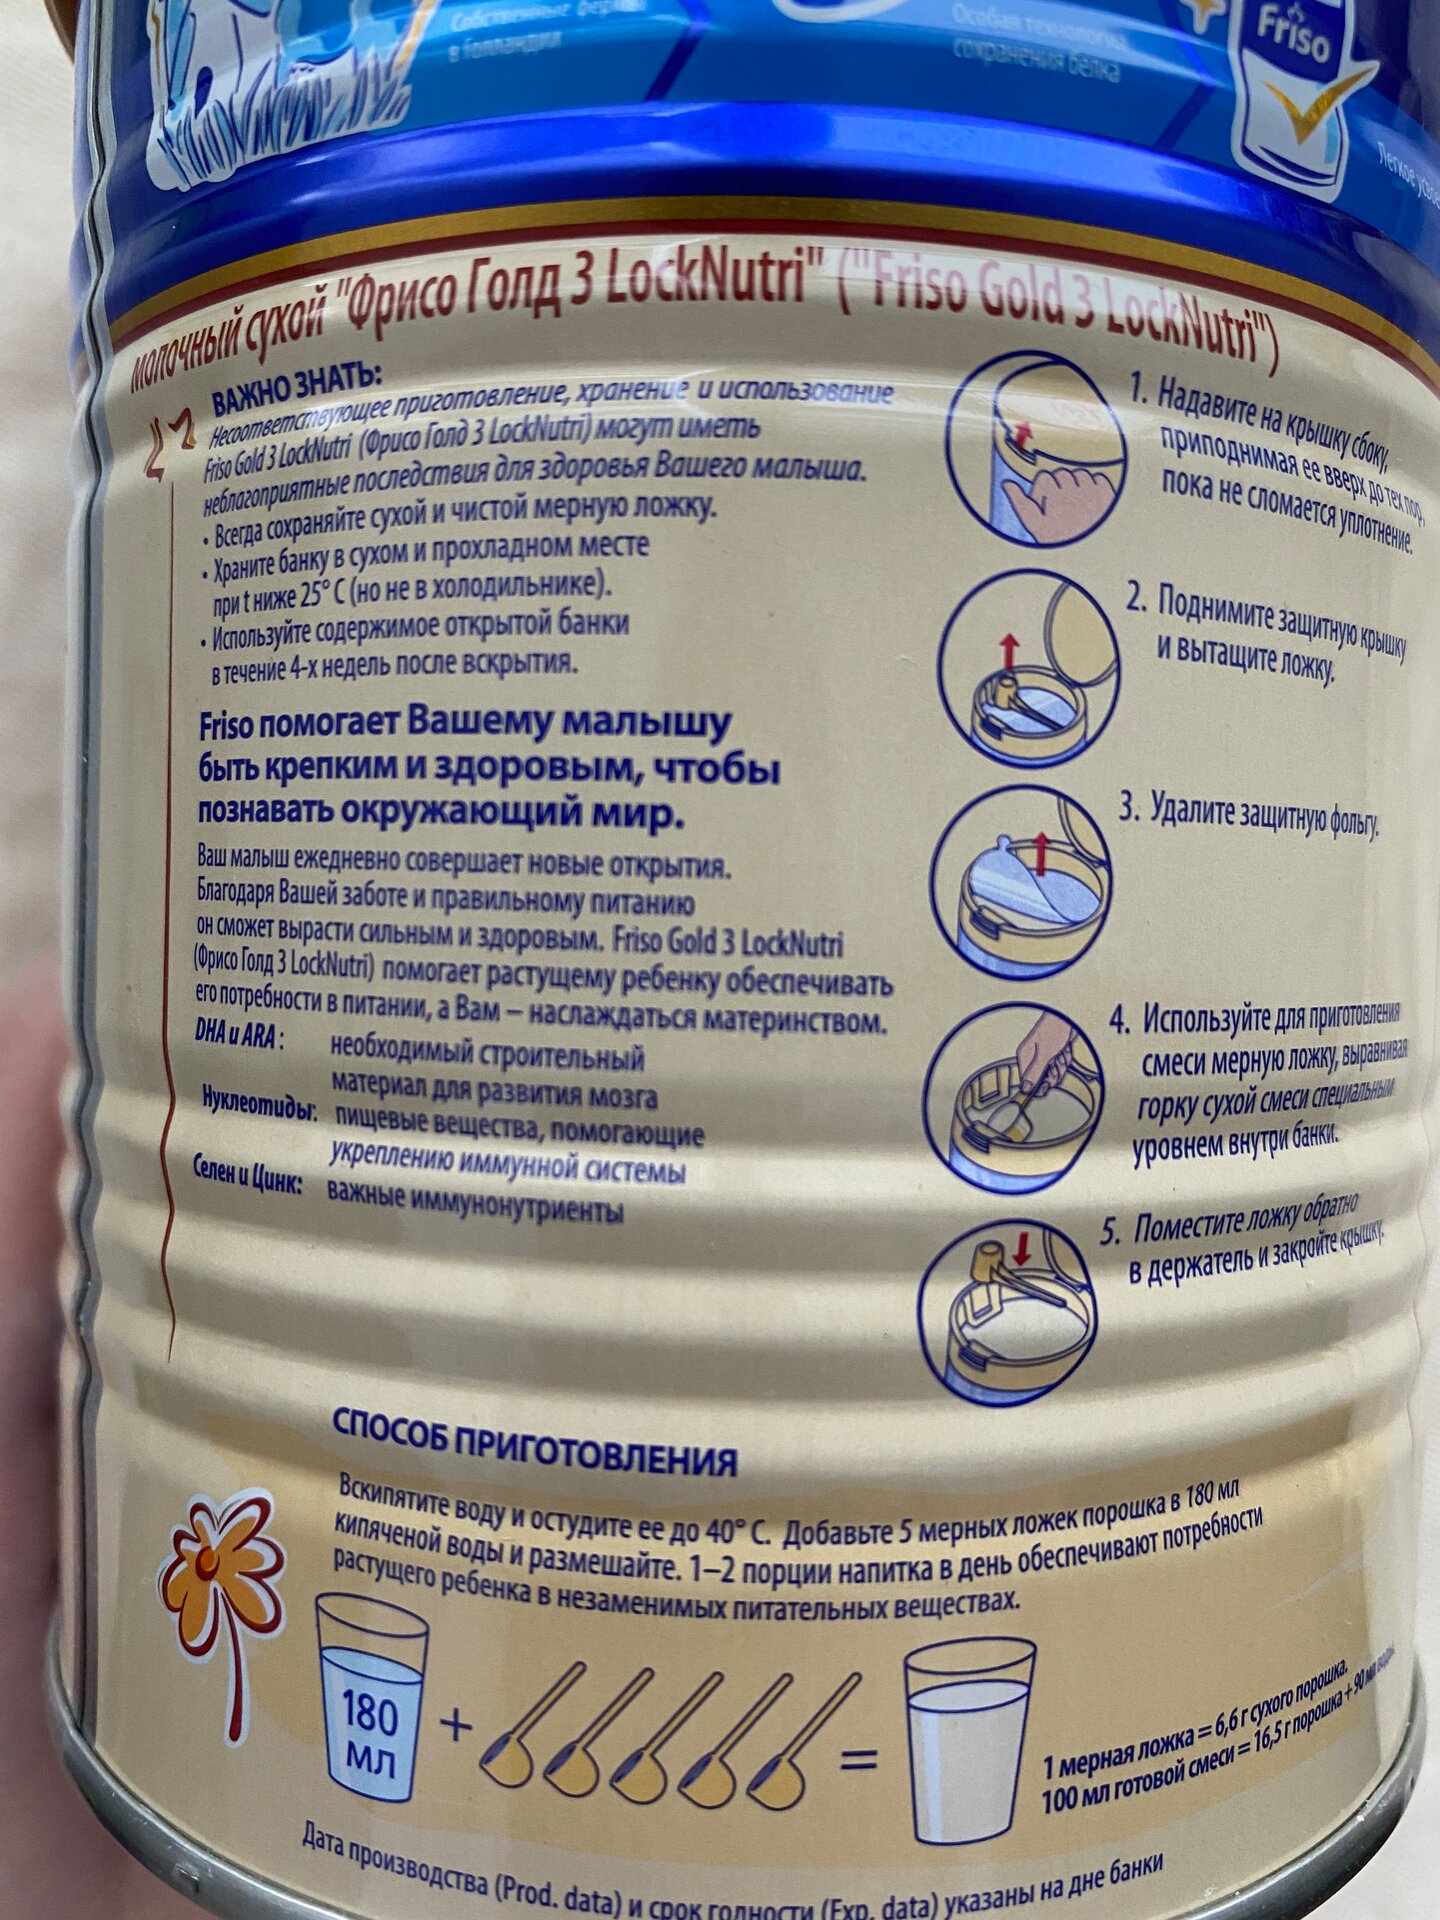 Собственные фермы
в Голландии
Особая технология
сохранения белка
Friso
Легкое
молочный сухой "Фрисо Голд 3 LockNutri" ("Friso Gold 3 LockNutri")
ВАЖНО ЗНАТЬ:
Несоответствующее приготовление, хранение и использование
Friso Gold 3 LockNutri (Фрисо Голд 3 LockNutri) могут иметь
неблагоприятные последствия для здоровья Вашего малыша.
• Всегда сохраняйте сухой и чистой мерную ложку.
• Храните банку в сухом и прохладном месте
при t ниже 25° C (но не в холодильнике).
• Используйте содержимое открытой банки
в течение 4-х недель после вскрытия.
Friso помогает Вашему малышу
быть крепким и здоровым, чтобы
познавать окружающий мир.
Ваш малыш ежедневно совершает новые открытия.
Благодаря Вашей заботе и правильному питанию
он сможет вырасти сильным и здоровым. Friso Gold 3 LockNutri
(Фрисо Голд 3 LockNutri) помогает растущему ребенку обеспечивать
его потребности в питании, а Вам – наслаждаться материнством.
DHA и ARA: необходимый строительный
материал для развития мозга
Нуклеотиды: пищевые вещества, помогающие
укреплению иммунной системы
Селен и Цинк: важные иммунонутриенты
1. Надавите на крышку сбоку,
приподнимая ее вверх до тех пор,
пока не сломается уплотнение.
2. Поднимите защитную крышку
и вытащите ложку.
3. Удалите защитную фольгу.
4. Используйте для приготовления
смеси мерную ложку, выравнивая
горку сухой смеси специальным
уровнем внутри банки.
5. Поместите ложку обратно
в держатель и закройте крышку.
СПОСОБ ПРИГОТОВЛЕНИЯ
Вскипятите воду и остудите ее до 40° C. Добавьте 5 мерных ложек порошка в 180 мл
кипяченой воды и размешайте. 1–2 порции напитка в день обеспечивают потребности
растущего ребенка в незаменимых питательных веществах.
180
МЛ
+
=
1 мерная ложка = 6,6 г сухого порошка.
100 мл готовой смеси = 16,5 г порошка + 90 мл воды.
Дата производства (Prod. data) и срок годности (Exp. data) указаны на дне банки